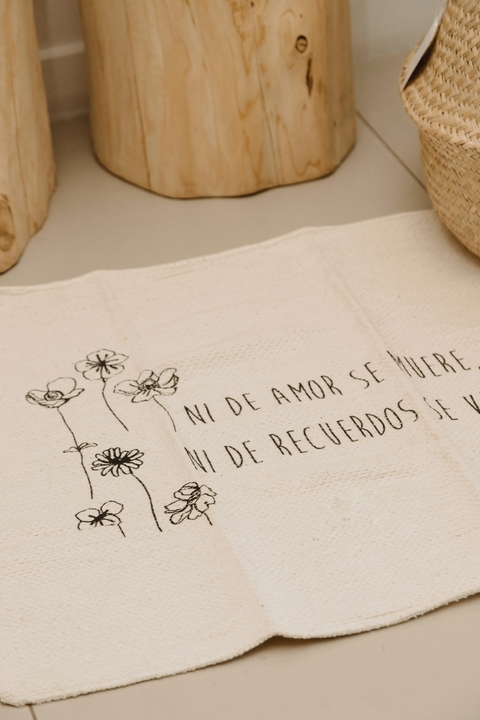 NI DE AMOR SE MUERE,
NI DE RECUERDOS SE